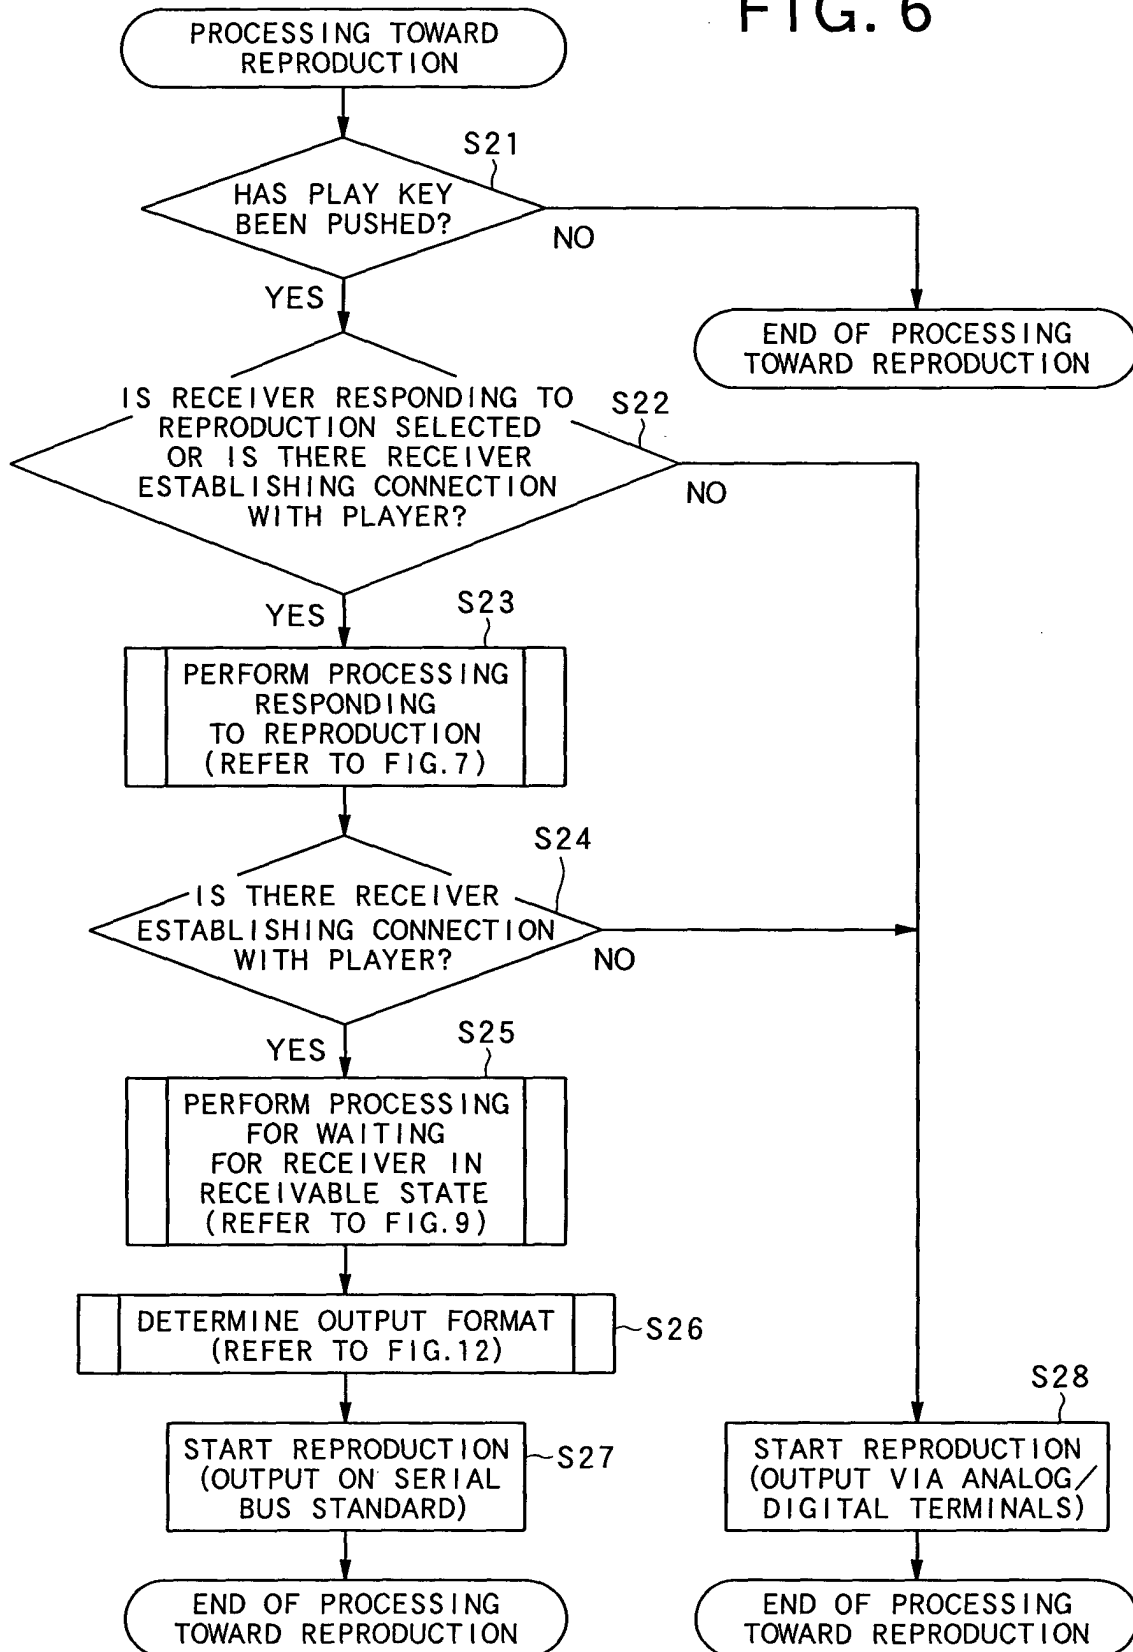 FIG. 6
PROCESSING TOWARD
REPRODUCTION
S21
HAS PLAY KEY
BEEN PUSHED?
NO
YES
END OF PROCESSING
TOWARD REPRODUCTION
IS RECEIVER RESPONDING TO
REPRODUCTION SELECTED
OR IS THERE RECEIVER
ESTABLISHING CONNECTION
WITH PLAYER?
S22
NO
YES
S23
PERFORM PROCESSING
RESPONDING
TO REPRODUCTION
(REFER TO FIG.7)
S24
IS THERE RECEIVER
ESTABLISHING CONNECTION
WITH PLAYER?
NO
YES
S25
PERFORM PROCESSING
FOR WAITING
FOR RECEIVER IN
RECEIVABLE STATE
(REFER TO FIG.9)
DETERMINE OUTPUT FORMAT
(REFER TO FIG.12)
S26
START REPRODUCTION
(OUTPUT ON SERIAL
BUS STANDARD)
S27
S28
START REPRODUCTION
(OUTPUT VIA ANALOG/
DIGITAL TERMINALS)
END OF PROCESSING
TOWARD REPRODUCTION
END OF PROCESSING
TOWARD REPRODUCTION